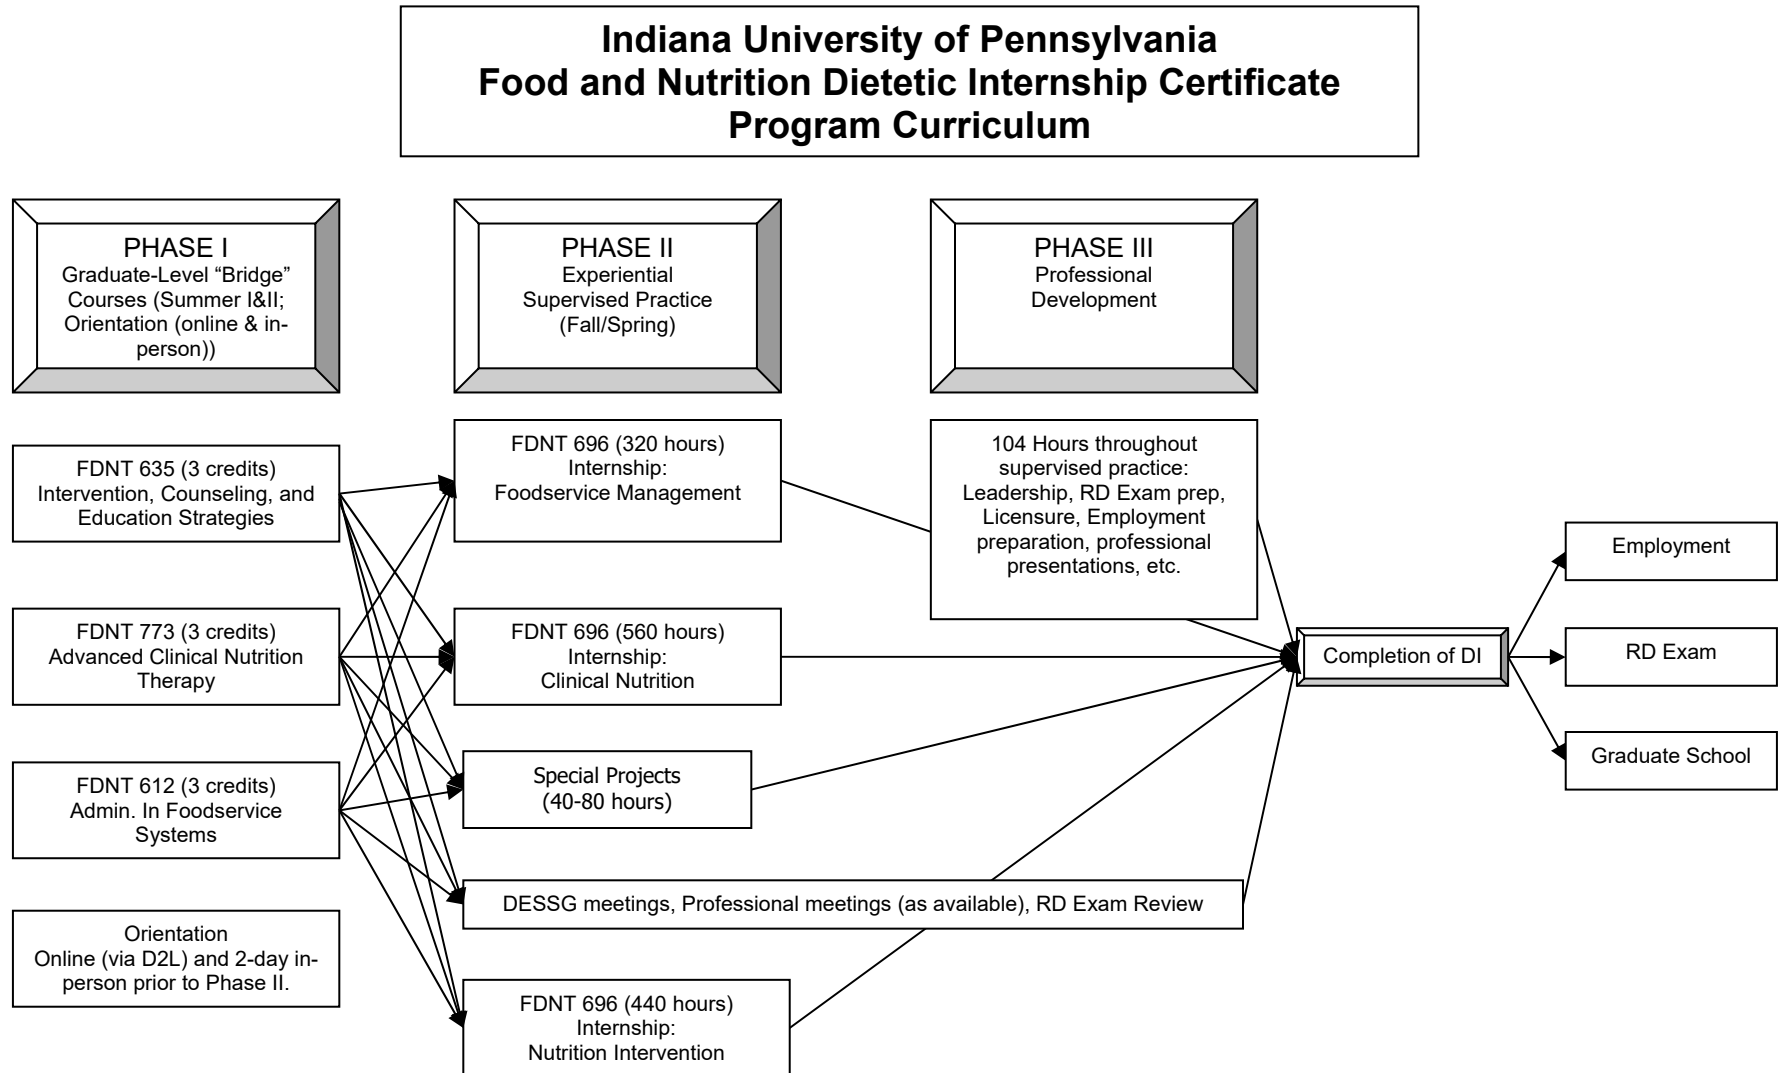 Indiana University of Pennsylvania
Food and Nutrition Dietetic Internship Certificate
Program Curriculum
PHASE I
Graduate-Level “Bridge”
Courses (Summer I&II;
Orientation (online & in-
person))
PHASE II
Experiential
Supervised Practice
(Fall/Spring)
PHASE III
Professional
Development
FDNT 635 (3 credits)
Intervention, Counseling, and
Education Strategies
FDNT 773 (3 credits)
Advanced Clinical Nutrition
Therapy
FDNT 612 (3 credits)
Admin. In Foodservice
Systems
Orientation
Online (via D2L) and 2-day in-
person prior to Phase II.
FDNT 696 (320 hours)
Internship:
Foodservice Management
FDNT 696 (560 hours)
Internship:
Clinical Nutrition
Special Projects
(40-80 hours)
DESSG meetings, Professional meetings (as available), RD Exam Review
FDNT 696 (440 hours)
Internship:
Nutrition Intervention
104 Hours throughout
supervised practice:
Leadership, RD Exam prep,
Licensure, Employment
preparation, professional
presentations, etc.
Completion of DI
Employment
RD Exam
Graduate School